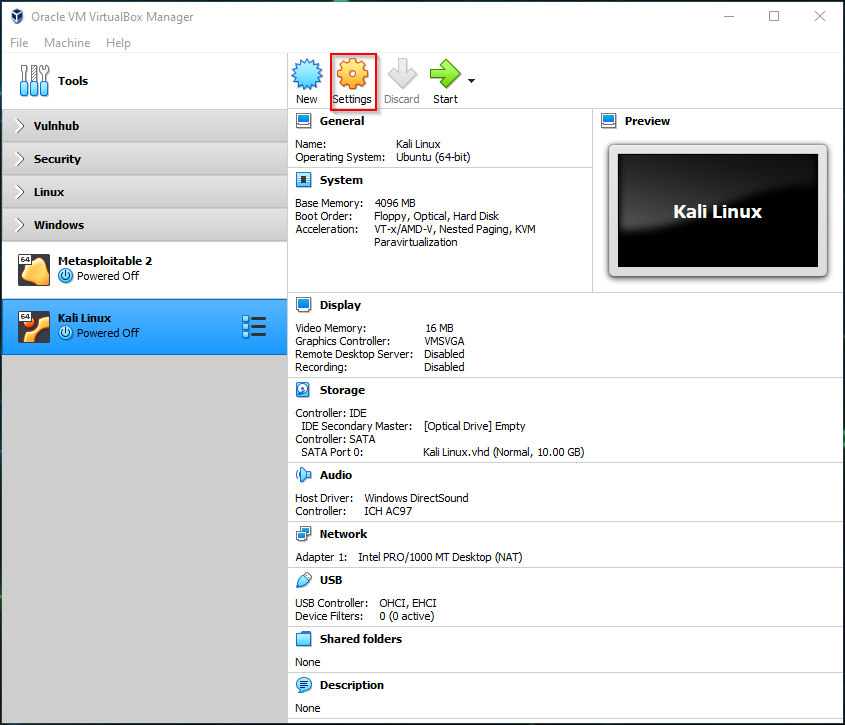 Oracle VM VirtualBox Manager
File Machine Help
Tools
New Settings Discard Start
Vulnhub
Security
Linux
Windows
64
Metasploitable 2
Powered Off
64
Kali Linux
Powered Off
General
Name: Kali Linux
Operating System: Ubuntu (64-bit)
Preview
Kali Linux
System
Base Memory: 4096 MB
Boot Order: Floppy, Optical, Hard Disk
Acceleration: VT-x/AMD-V, Nested Paging, KVM
Paravirtualization
Display
Video Memory: 16 MB
Graphics Controller: VMSVGA
Remote Desktop Server: Disabled
Recording: Disabled
Storage
Controller: IDE
IDE Secondary Master: [Optical Drive] Empty
Controller: SATA
SATA Port 0: Kali Linux.vhd (Normal, 10.00 GB)
Audio
Host Driver: Windows DirectSound
Controller: ICH AC97
Network
Adapter 1: Intel PRO/1000 MT Desktop (NAT)
USB
USB Controller: OHCI, EHCI
Device Filters: 0 (0 active)
Shared folders
None
Description
None